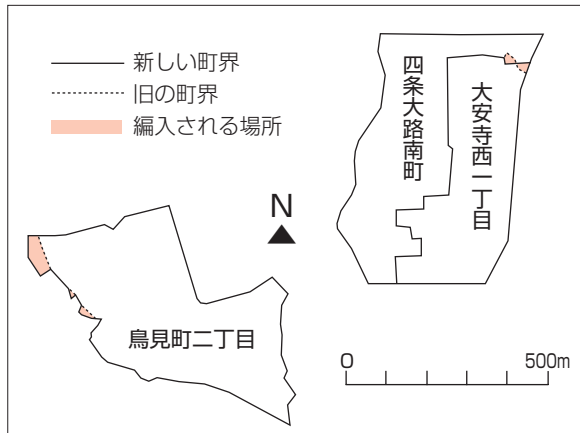 新しい町界
旧の町界
編入される場所
四条大路南町
大安寺西一丁目
N
鳥見町二丁目
0 500m